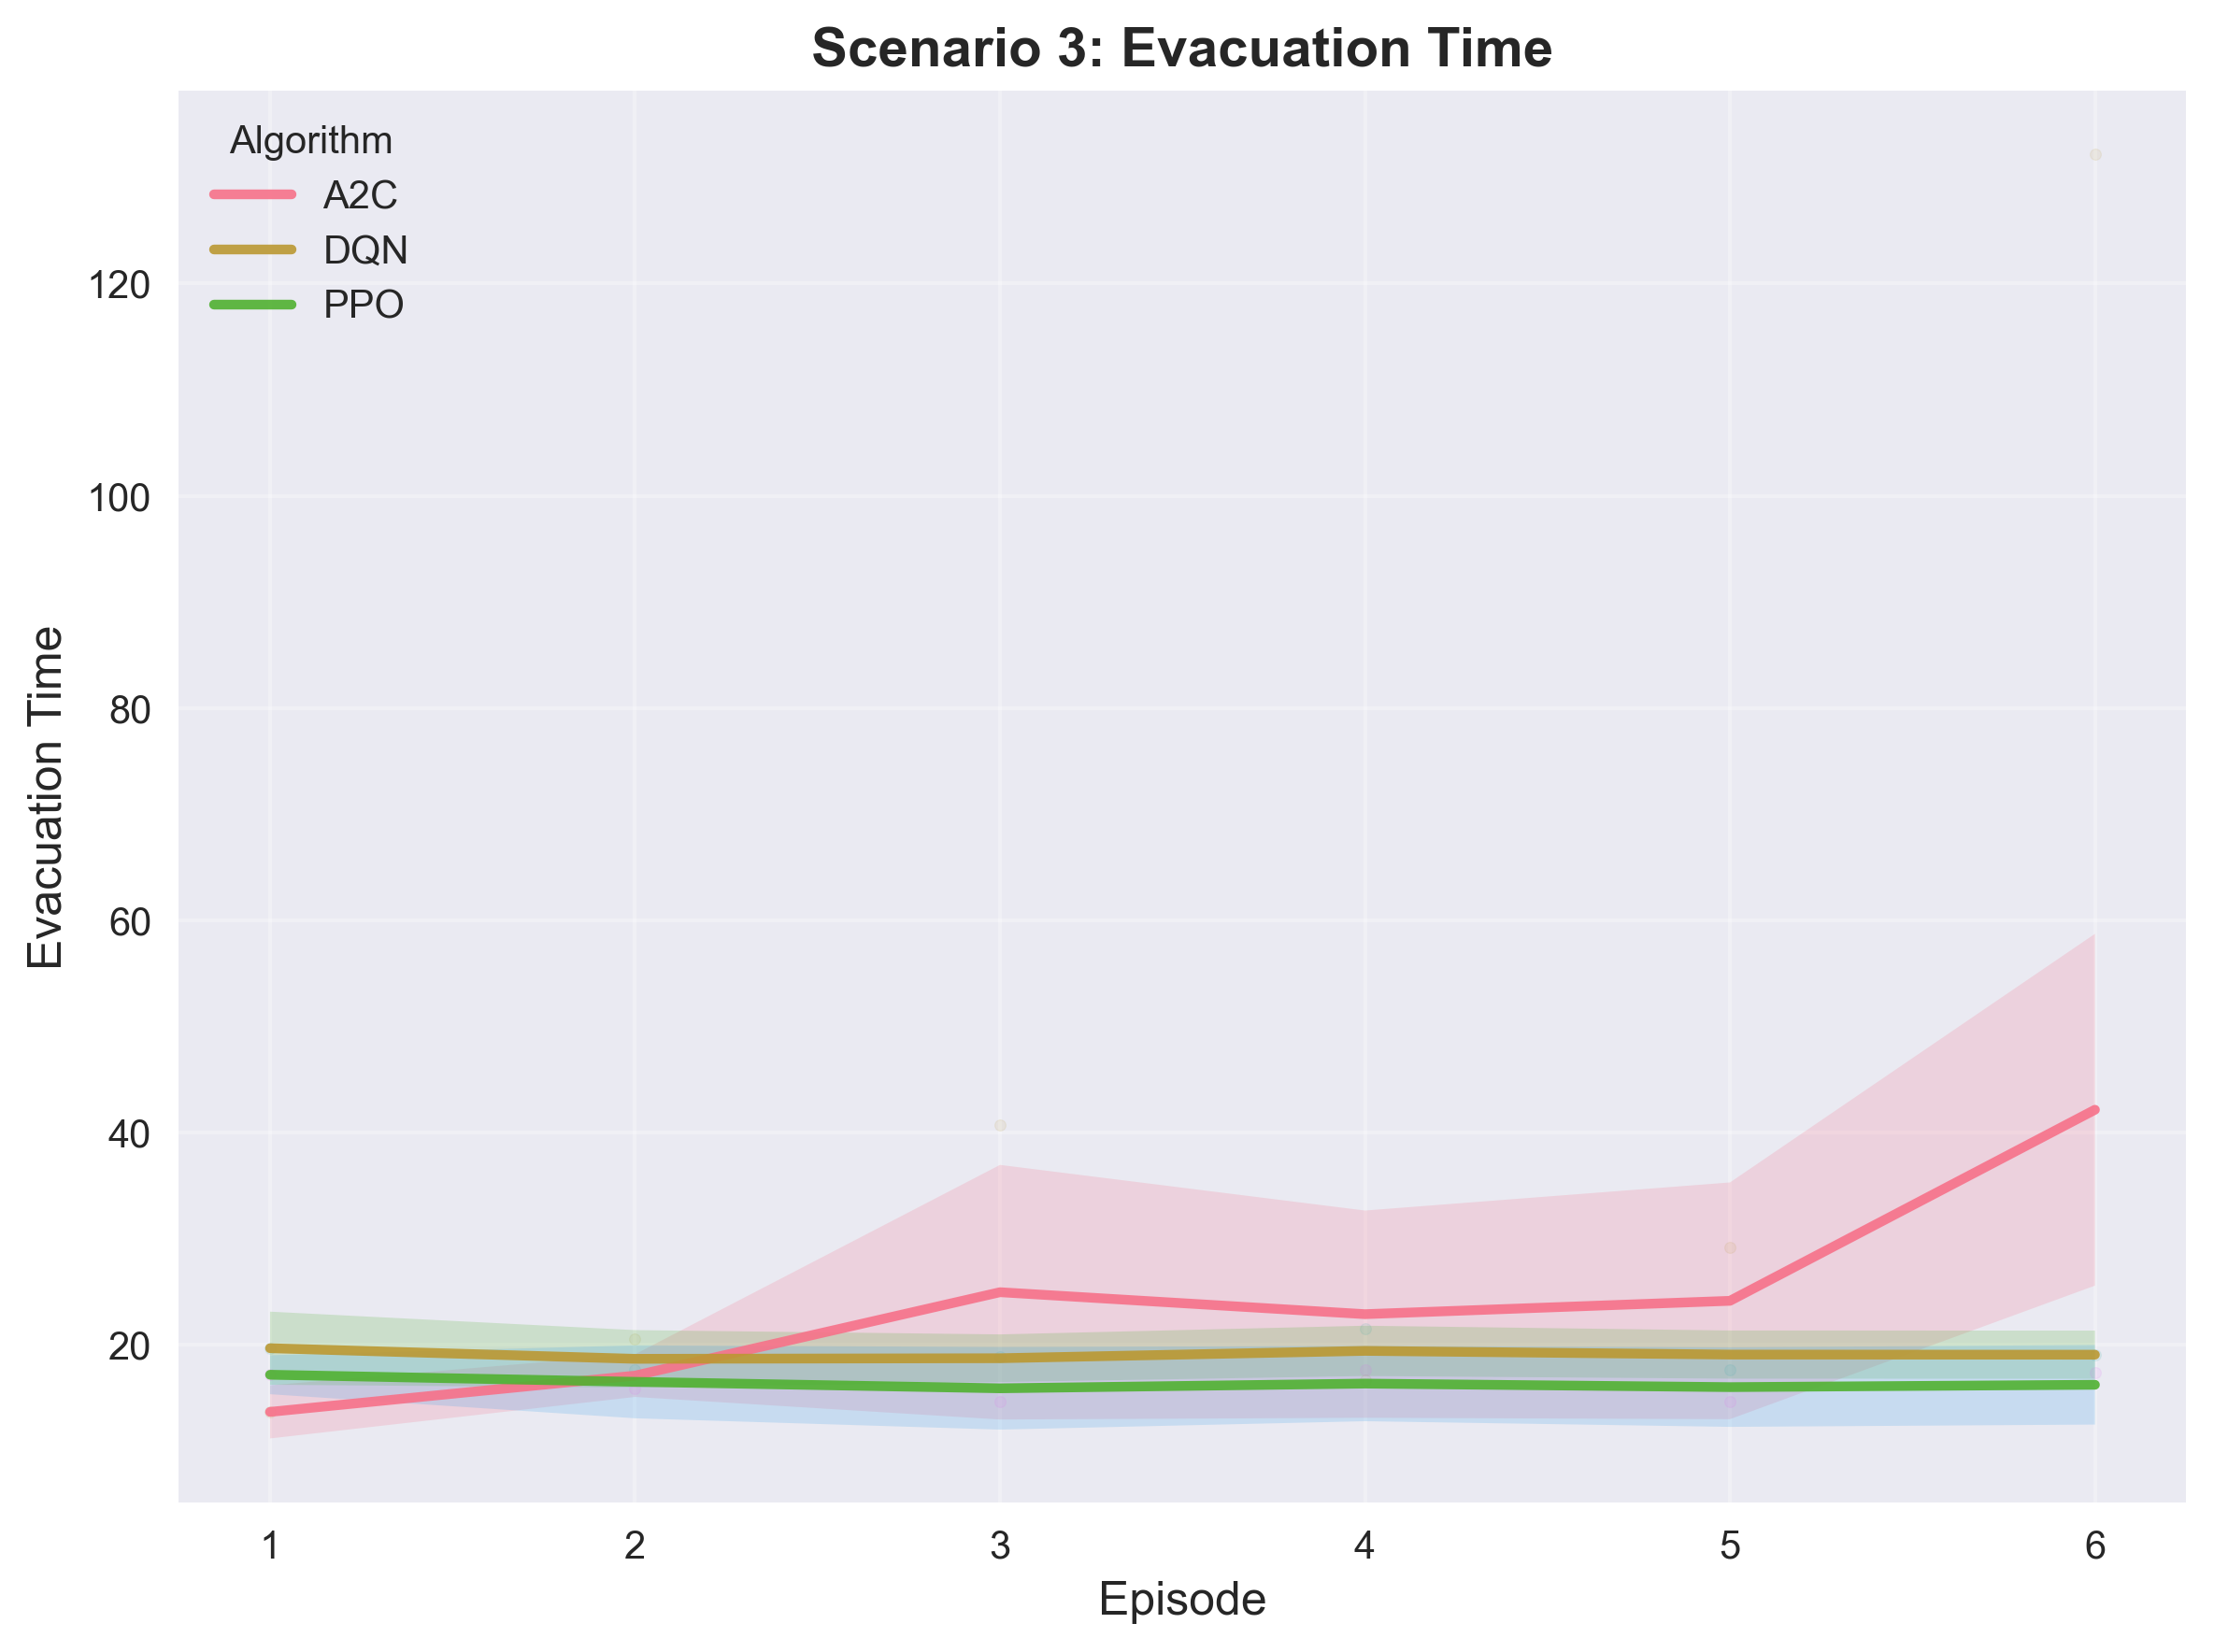 Scenario 3: Evacuation Time
Algorithm
A2C
DQN
PPO
120
100
80
60
40
20
Evacuation Time
1 2 3 4 5 6
Episode